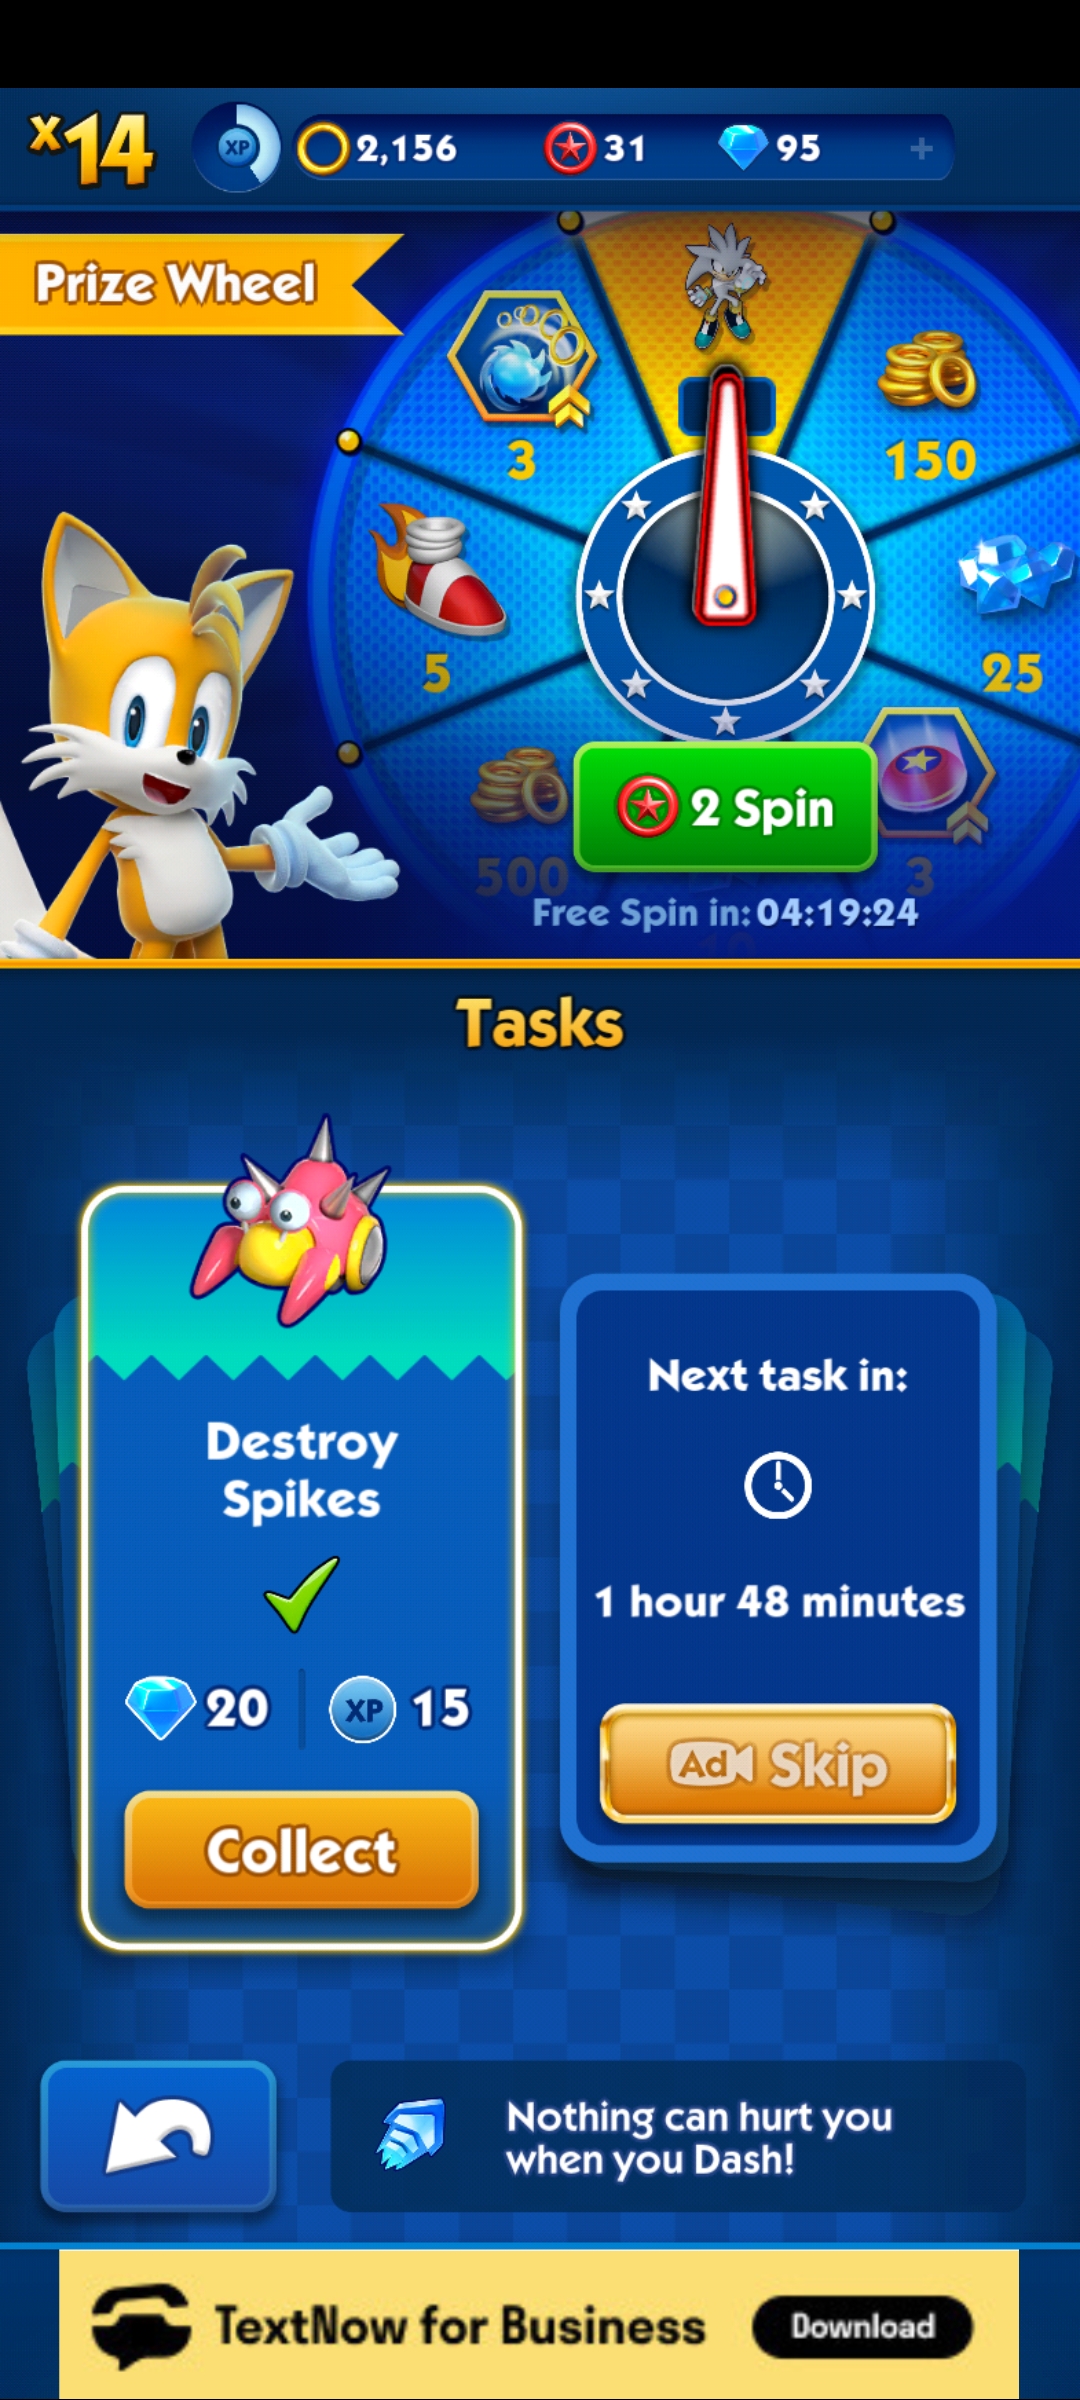 x14
XP
2,156
31
95
+
Prize Wheel
3
150
5
25
2 Spin
500
3
Free Spin in: 04:19:24
Tasks
Destroy
Spikes
20
XP 15
Collect
Next task in:
1 hour 48 minutes
Ad Skip
Nothing can hurt you
when you Dash!
TextNow for Business
Download